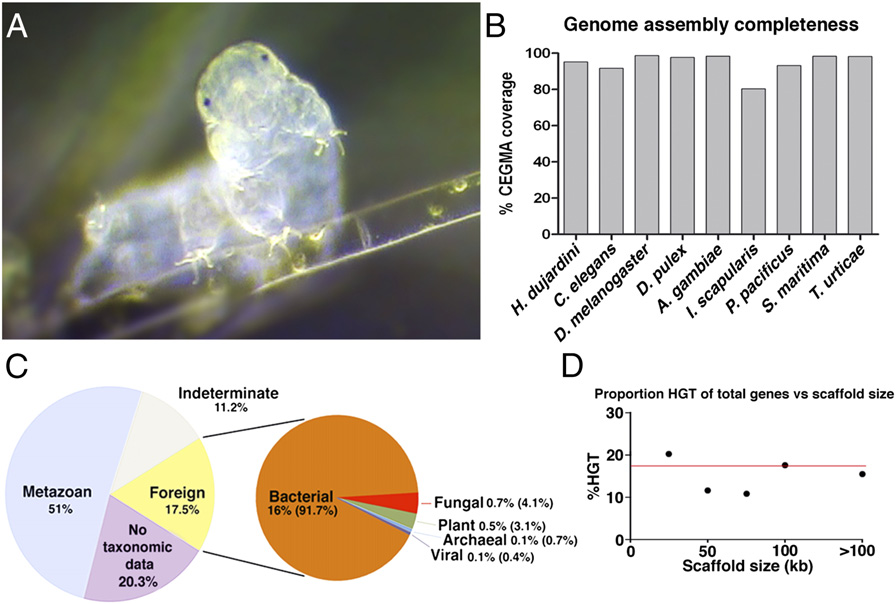 A
B
Genome assembly completeness
% CEGMA coverage
100
80
60
40
20
0
H. dujardini
C. elegans
D. melanogaster
D. pulex
A. gambiae
I. scapularis
P. pacificus
S. maritima
T. urticae
C
Indeterminate
11.2%
Metazoan
51%
Foreign
17.5%
No
taxonomic
data
20.3%
Bacterial
16% (91.7%)
Fungal 0.7% (4.1%)
Plant 0.5% (3.1%)
Archaeal 0.1% (0.7%)
Viral 0.1% (0.4%)
D
Proportion HGT of total genes vs scaffold size
%HGT
30
20
10
0
0 50 100 >100
Scaffold size (kb)